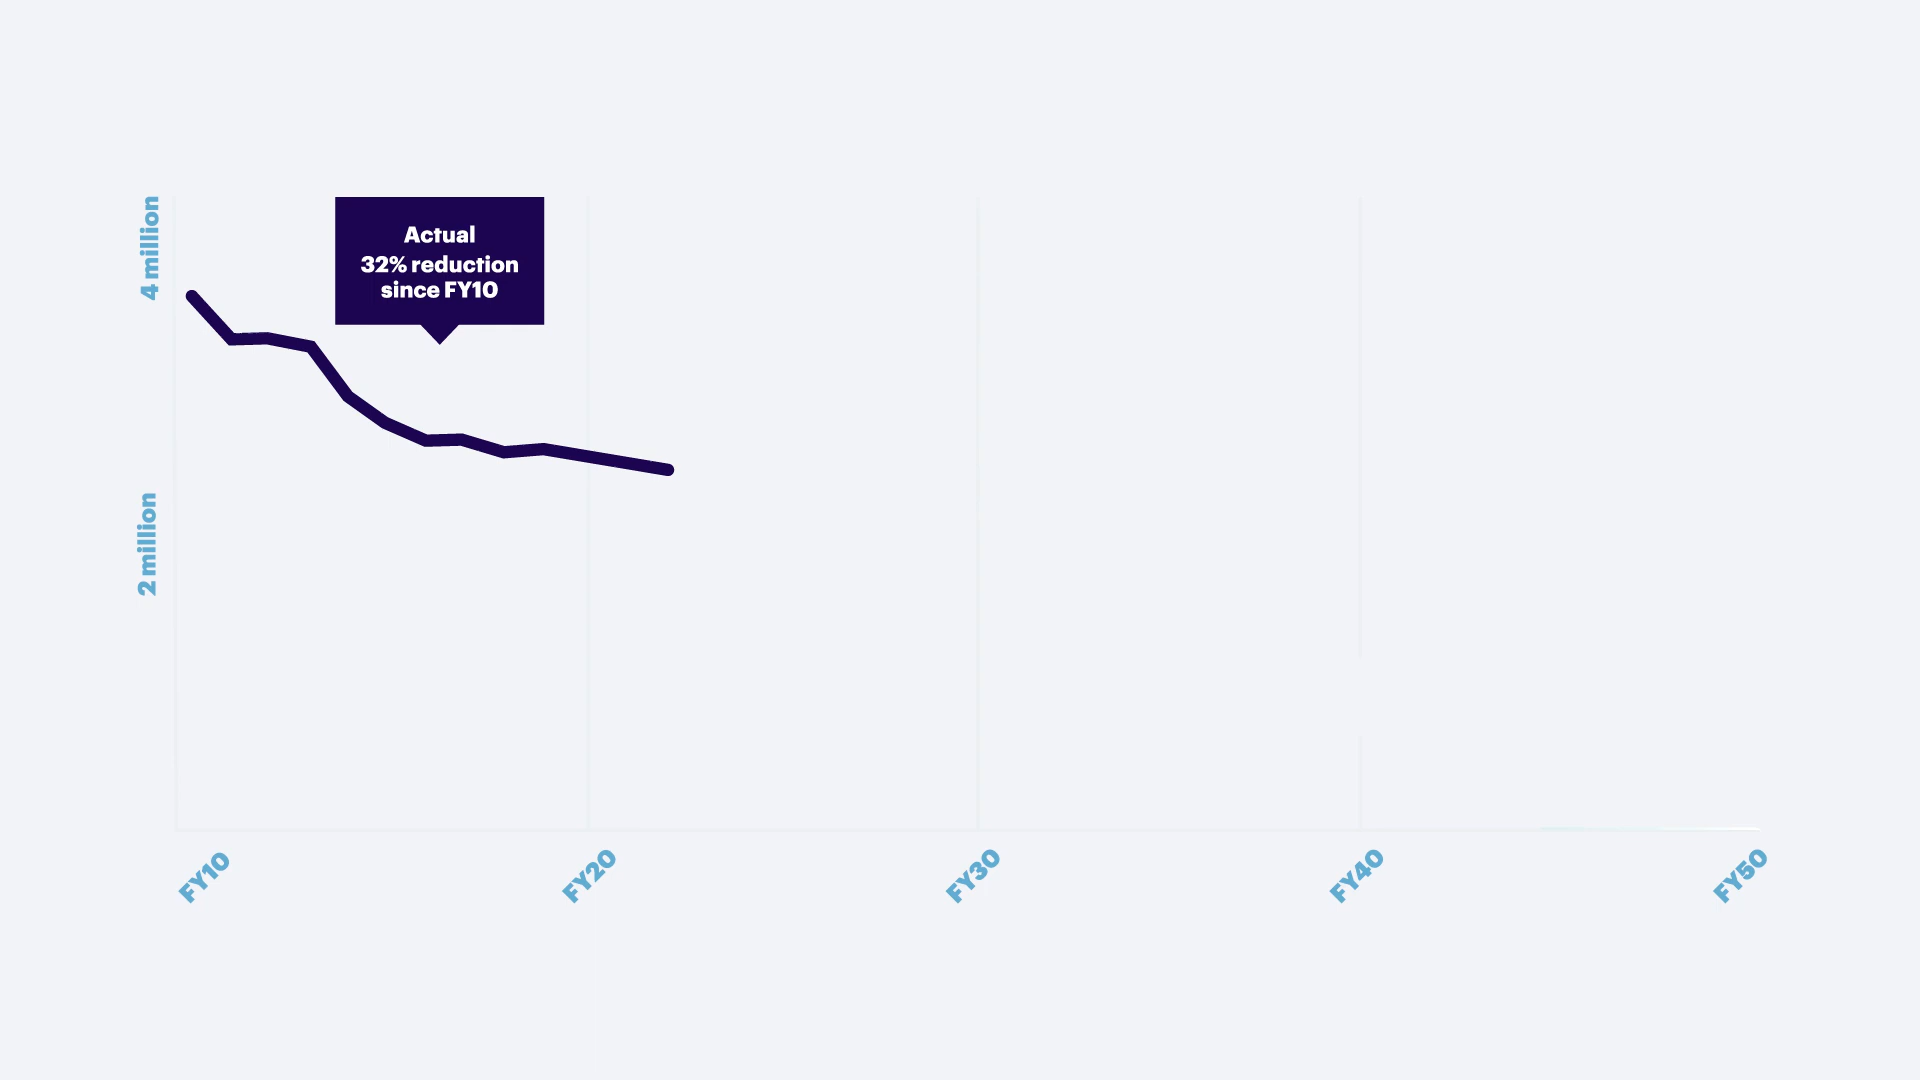 4 million
Actual
32% reduction
since FY10
2 million
FY10
FY20
FY30
FY40
FY50